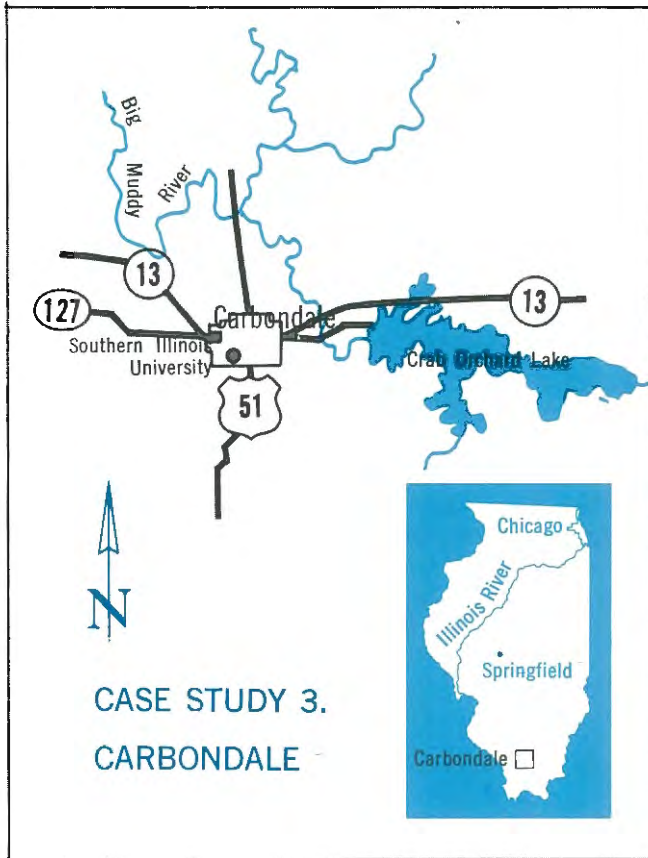 Big
Muddy
River
13
127
Carbondale
13
Southern Illinois
University
Crab Orchard Lake
51
N
Chicago
Illinois River
Springfield
Carbondale
CASE STUDY 3.
CARBONDALE